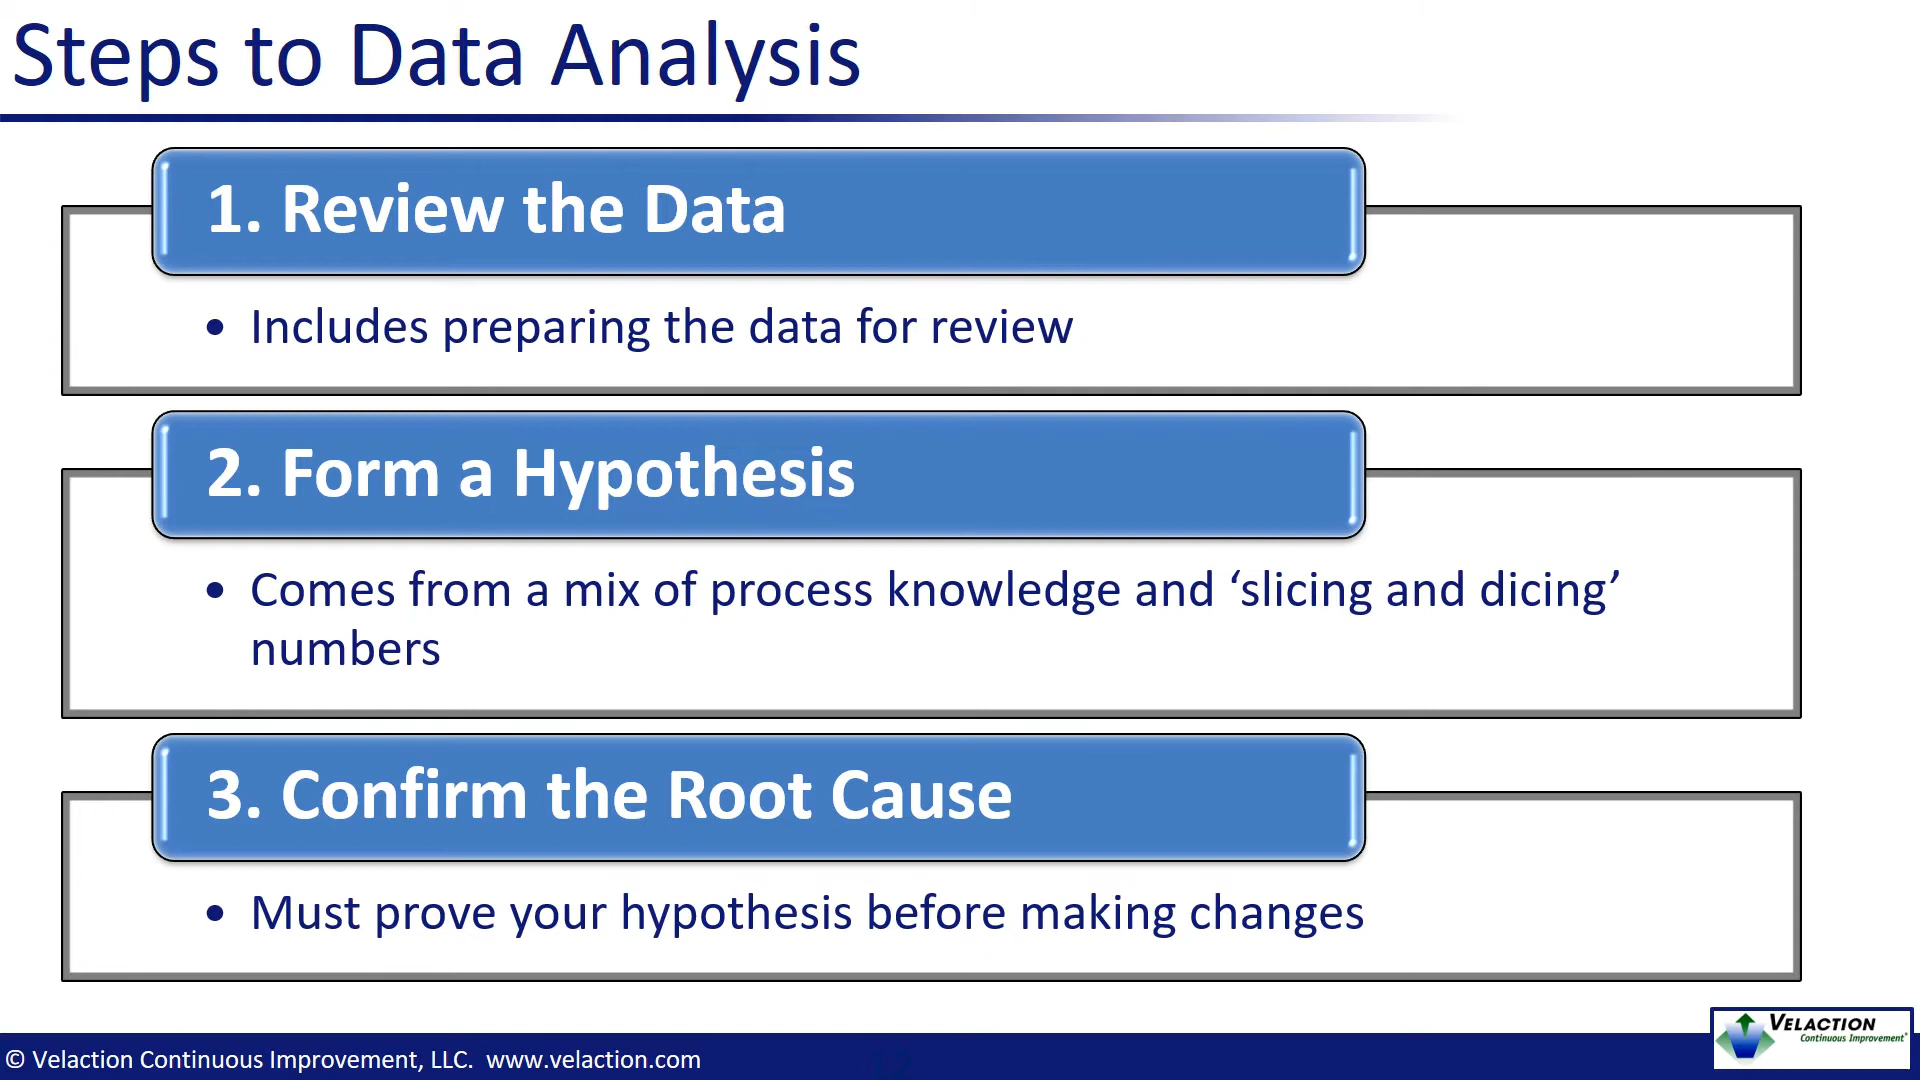 Steps to Data Analysis
1. Review the Data
• Includes preparing the data for review
2. Form a Hypothesis
• Comes from a mix of process knowledge and ‘slicing and dicing’
numbers
3. Confirm the Root Cause
• Must prove your hypothesis before making changes
VELACTION
Continuous Improvement®
© Velaction Continuous Improvement, LLC.  www.velaction.com